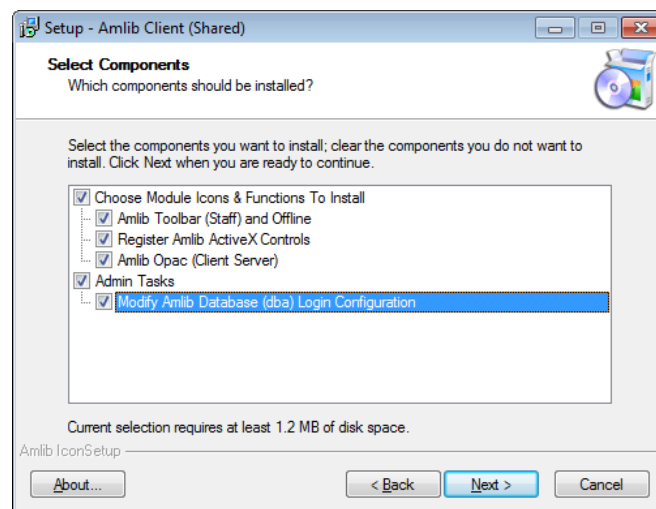 Setup - Amlib Client (Shared)
Select Components
Which components should be installed?
Select the components you want to install; clear the components you do not want to
install. Click Next when you are ready to continue.
Choose Module Icons & Functions To Install
Amlib Toolbar (Staff) and Offline
Register Amlib ActiveX Controls
Amlib Opac (Client Server)
Admin Tasks
Modify Amlib Database (dba) Login Configuration
Current selection requires at least 1.2 MB of disk space.
Amlib IconSetup
About... < Back Next > Cancel